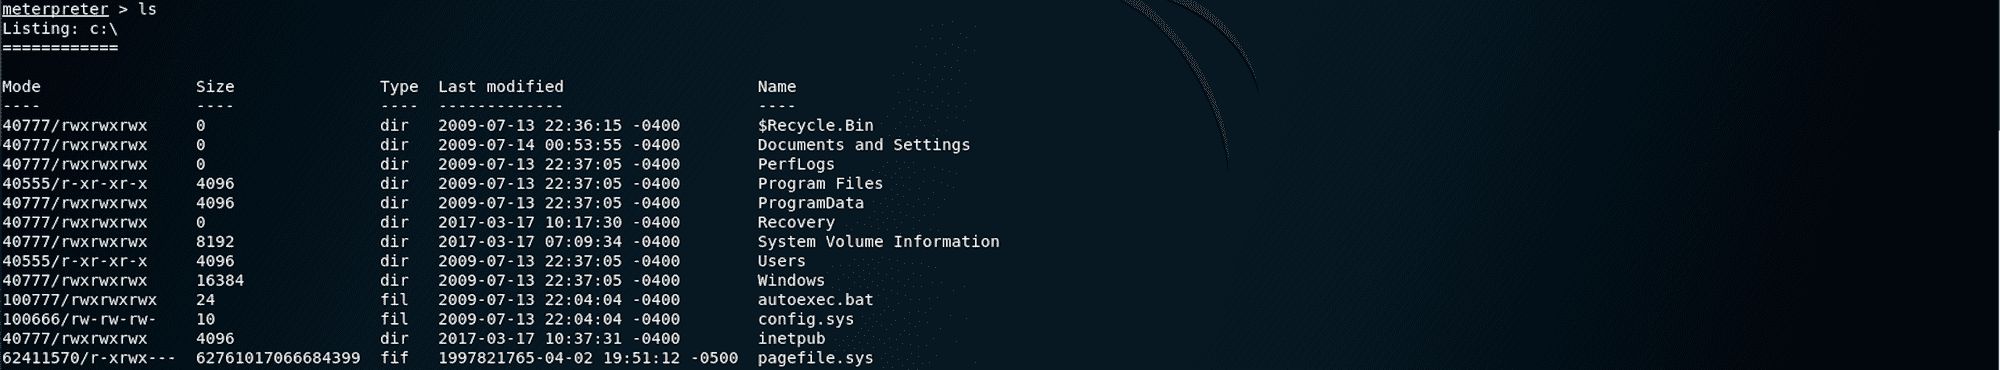 meterpreter > ls
Listing: c:\
============
Mode Size Type Last modified Name
---- ---- ---- ------------- ----
40777/rwxrwxrwx 0 dir 2009-07-13 22:36:15 -0400 $Recycle.Bin
40777/rwxrwxrwx 0 dir 2009-07-14 00:53:55 -0400 Documents and Settings
40777/rwxrwxrwx 0 dir 2009-07-13 22:37:05 -0400 PerfLogs
40555/r-xr-xr-x 4096 dir 2009-07-13 22:37:05 -0400 Program Files
40777/rwxrwxrwx 4096 dir 2009-07-13 22:37:05 -0400 ProgramData
40777/rwxrwxrwx 0 dir 2017-03-17 10:17:30 -0400 Recovery
40777/rwxrwxrwx 8192 dir 2017-03-17 07:09:34 -0400 System Volume Information
40555/r-xr-xr-x 4096 dir 2009-07-13 22:37:05 -0400 Users
40777/rwxrwxrwx 16384 dir 2009-07-13 22:37:05 -0400 Windows
100777/rwxrwxrwx 24 fil 2009-07-13 22:04:04 -0400 autoexec.bat
100666/rw-rw-rw- 10 fil 2009-07-13 22:04:04 -0400 config.sys
40777/rwxrwxrwx 4096 dir 2017-03-17 10:37:31 -0400 inetpub
62411570/r-xrwx--- 62761017066684399 fif 1997821765-04-02 19:51:12 -0500 pagefile.sys